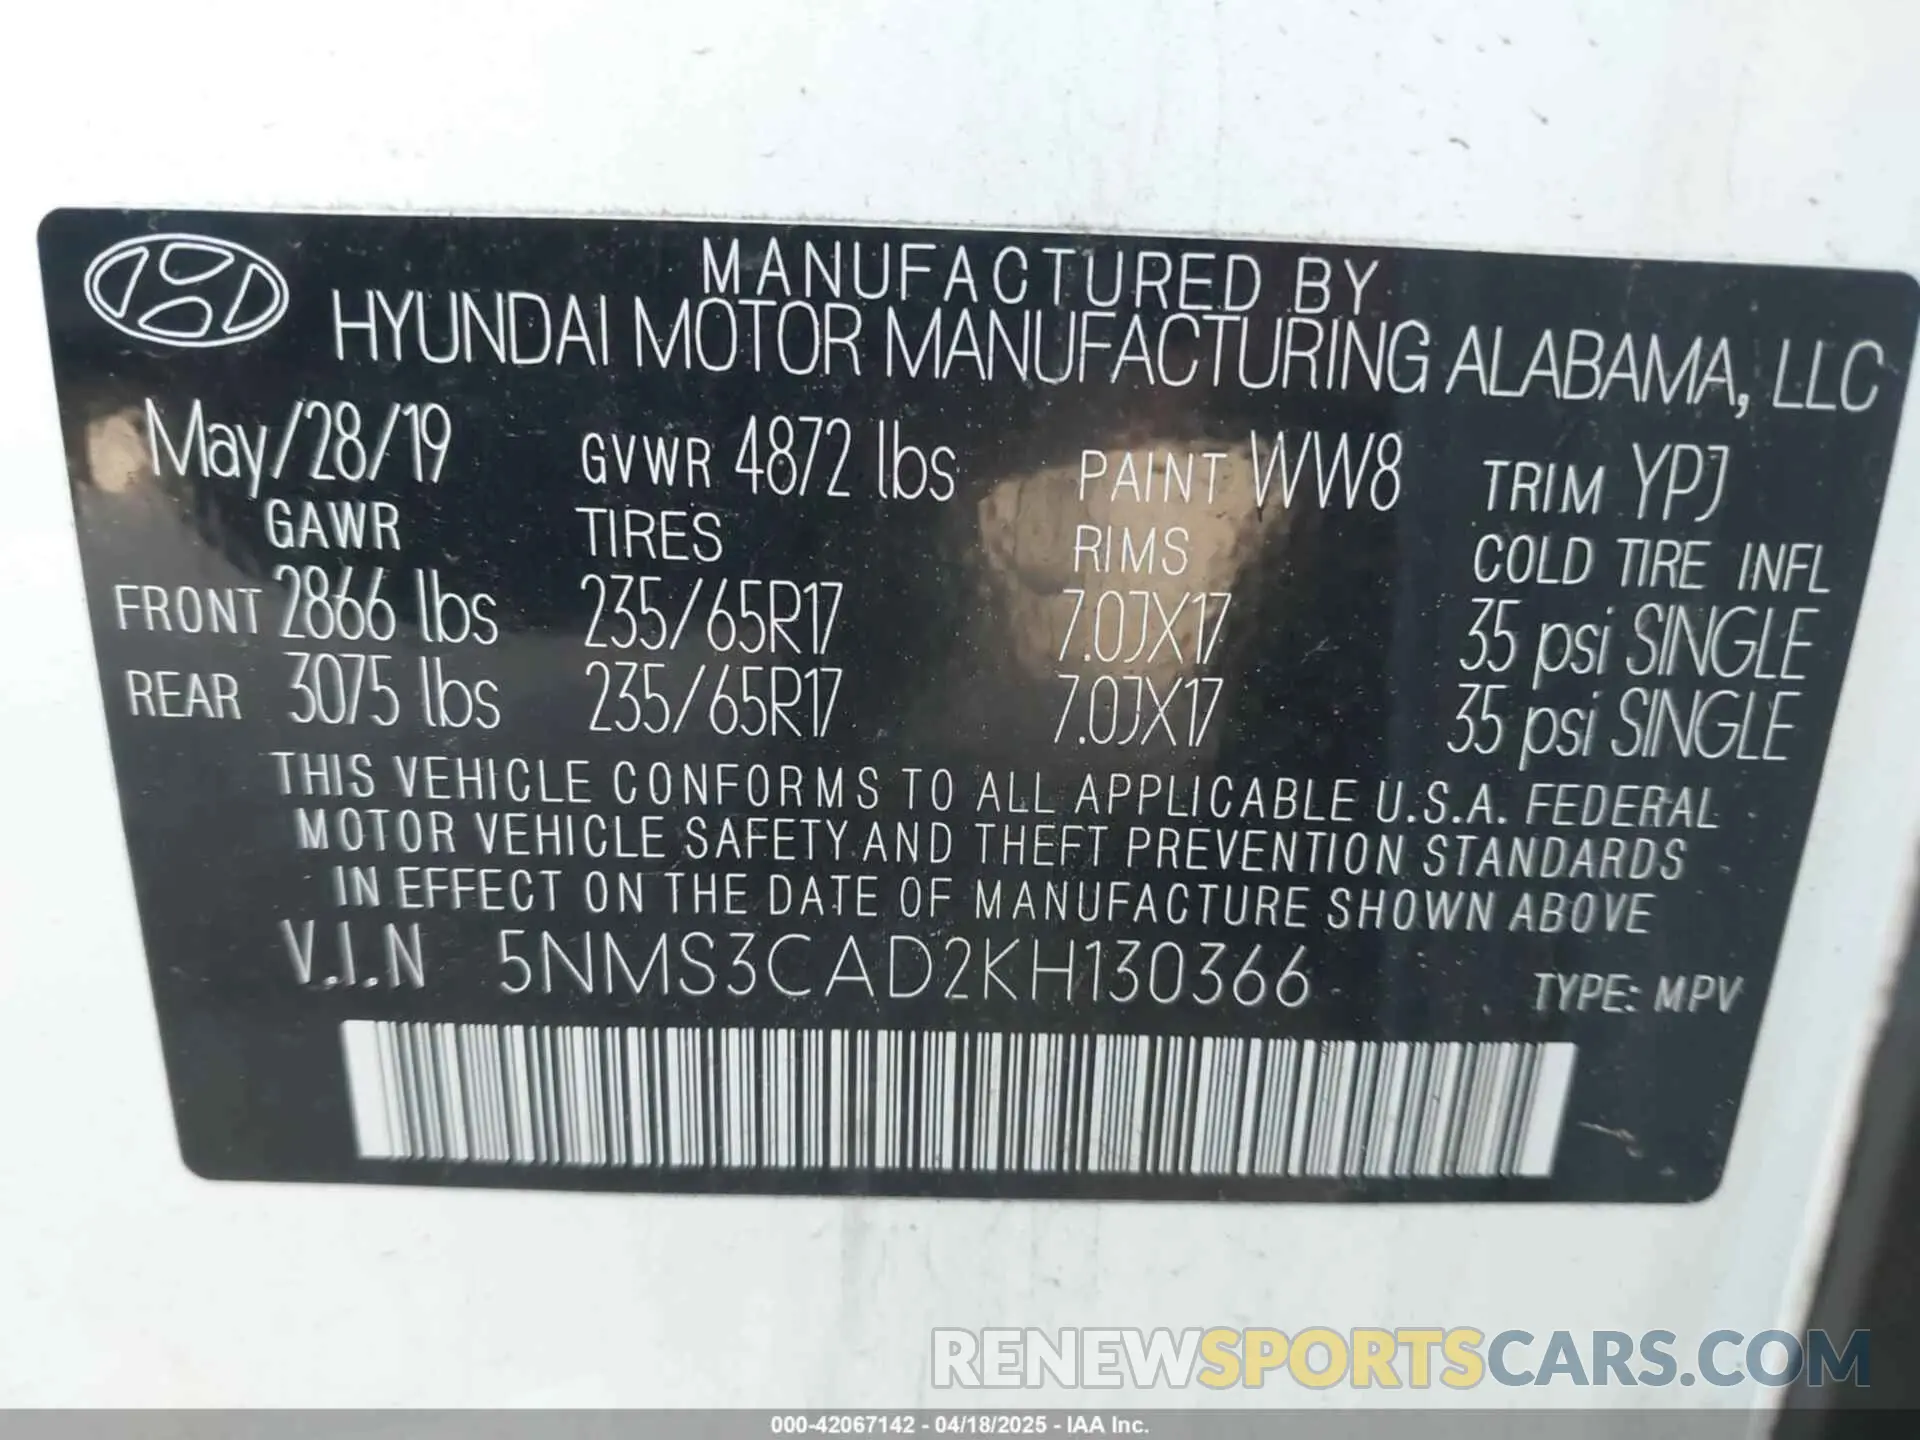 MANUFACTURED BY
HYUNDAI MOTOR MANUFACTURING ALABAMA, LLC
May/28/19 GVWR 4872 lbs PAINT WW8 TRIM YPJ
GAWR TIRES RIMS COLD TIRE INFL
FRONT 2866 lbs 235/65R17 7.0JX17 35 psi SINGLE
REAR 3075 lbs 235/65R17 7.0JX17 35 psi SINGLE
THIS VEHICLE CONFORMS TO ALL APPLICABLE U.S.A. FEDERAL
MOTOR VEHICLE SAFETY AND THEFT PREVENTION STANDARDS
IN EFFECT ON THE DATE OF MANUFACTURE SHOWN ABOVE
V.I.N 5NMS3CAD2KH130366 TYPE: MPV
RENEWSPORTSCARS.COM
000-42067142 - 04/18/2025 - IAA Inc.